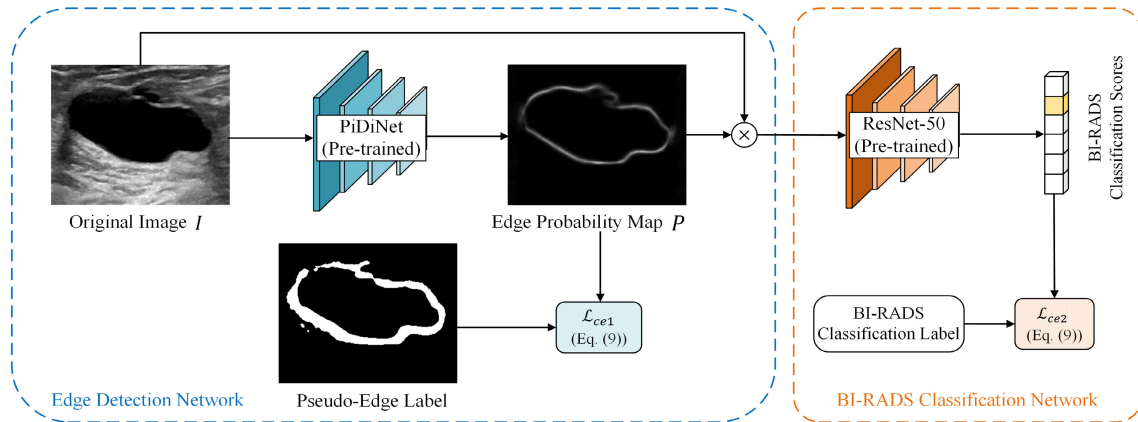 PiDiNet
(Pre-trained)
Original Image I
Edge Probability Map P
ℒce1
(Eq. (9))
Pseudo-Edge Label
Edge Detection Network
ResNet-50
(Pre-trained)
BI-RADS
Classification Scores
BI-RADS
Classification Label
ℒce2
(Eq. (9))
BI-RADS Classification Network